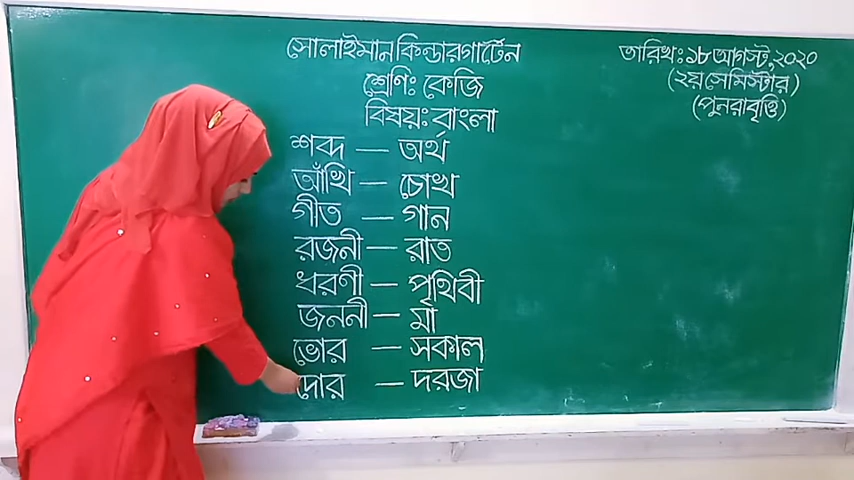 সোলাইমান কিন্ডারগার্টেন
শ্রেণিঃ কেজি
বিষয়ঃ বাংলা
তারিখঃ ১৮ আগস্ট, ২০২০
(২য় সেমিস্টার)
(পুনরাবৃত্তি)
শব্দ — অর্থ
আঁখি — চোখ
গীত — গান
রজনী — রাত
ধরণী — পৃথিবী
জননী — মা
ভোর — সকাল
দোর — দরজা